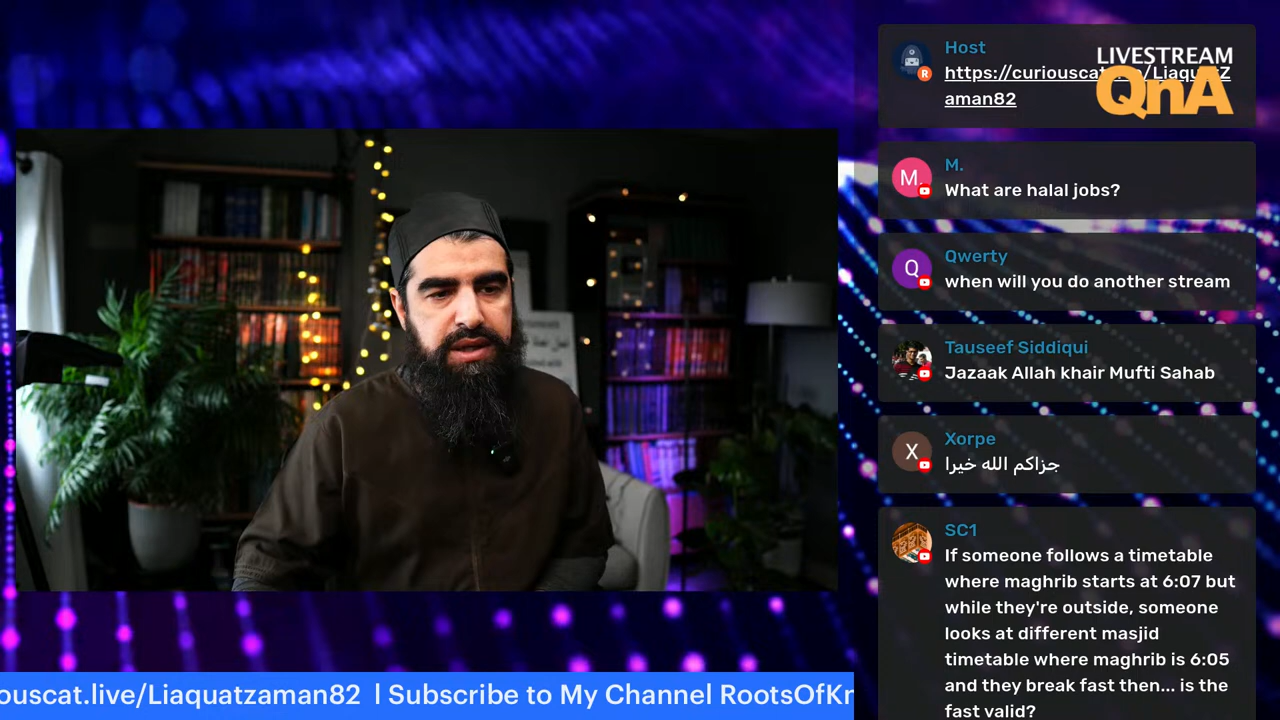 Host
LIVESTREAM
QnA
aman82
M.
M.
What are halal jobs?
Q
Qwerty
when will you do another stream
Tauseef Siddiqui
Jazaak Allah khair Mufti Sahab
X
Xorpe
جزاكم الله خيرا
SC1
If someone follows a timetable
where maghrib starts at 6:07 but
while they're outside, someone
looks at different masjid
timetable where maghrib is 6:05
and they break fast then... is the
fast valid?
ouscat.live/Liaquatzaman82 | Subscribe to My Channel